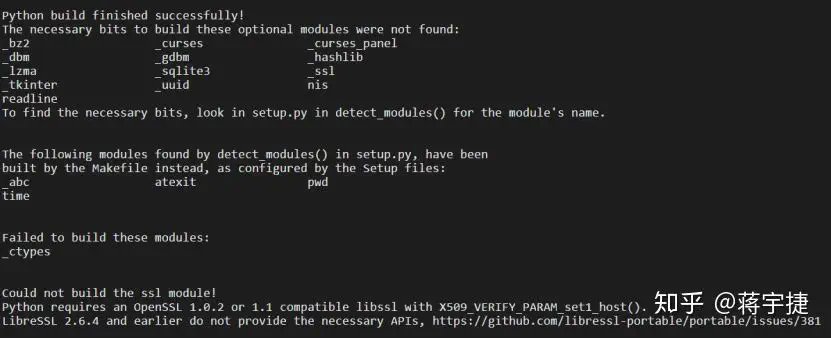 Python build finished successfully!
The necessary bits to build these optional modules were not found:
_bz2                  _curses               _curses_panel
_dbm                  _gdbm                 _hashlib
_lzma                 _sqlite3              _ssl
_tkinter              _uuid                 nis
readline
To find the necessary bits, look in setup.py in detect_modules() for the module's name.
The following modules found by detect_modules() in setup.py, have been
built by the Makefile instead, as configured by the Setup files:
_abc                  atexit                pwd
time
Failed to build these modules:
_ctypes
Could not build the ssl module!
Python requires an OpenSSL 1.0.2 or 1.1 compatible libssl with X509_VERIFY_PARAM_set1_host().
LibreSSL 2.6.4 and earlier do not provide the necessary APIs, https://github.com/libressl-portable/portable/issues/381
知乎 @蒋宇捷